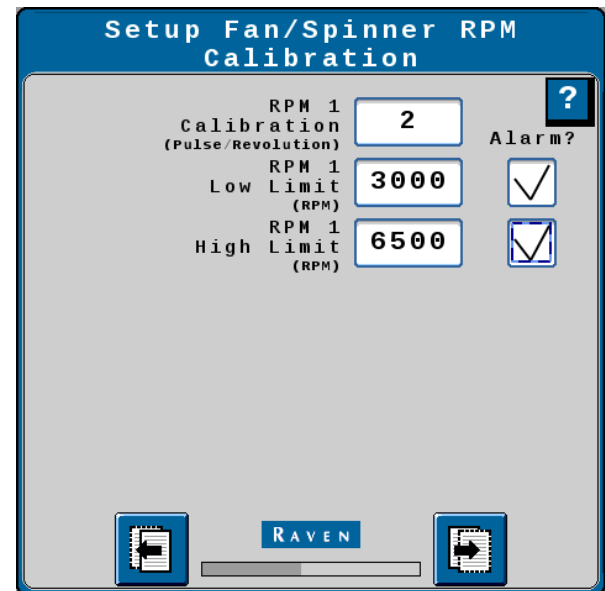 Setup Fan/Spinner RPM
Calibration
?
RPM 1
Calibration
(Pulse/Revolution)
2
Alarm?
RPM 1
Low Limit
(RPM)
3000
RPM 1
High Limit
(RPM)
6500
RAVEN